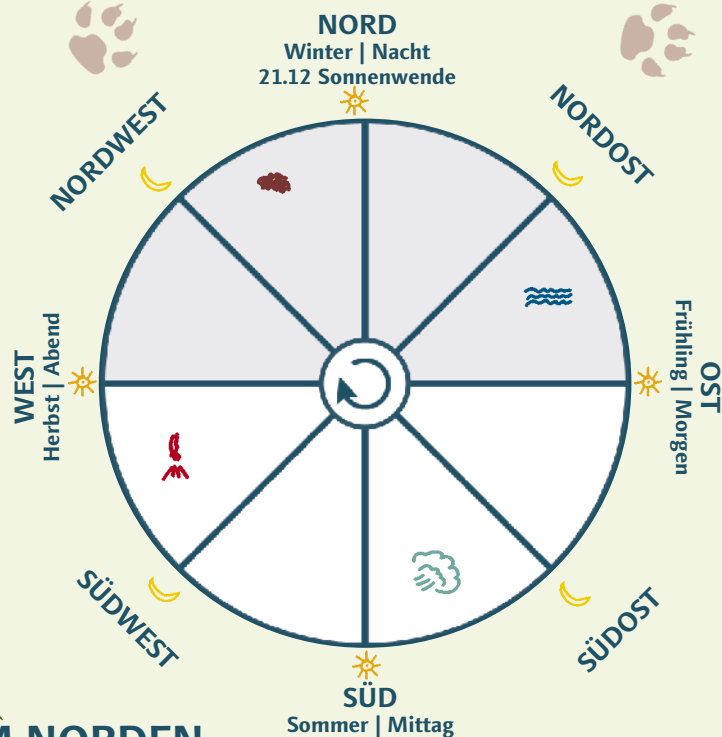 NORD
Winter | Nacht
21.12 Sonnenwende
NORDWEST
NORDOST
WEST
Herbst | Abend
OST
Frühling | Morgen
SÜDWEST
SÜDOST
SÜD
Sommer | Mittag
NORDEN